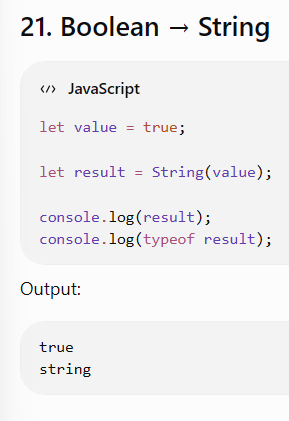 21. Boolean → String
</> JavaScript
let value = true;
let result = String(value);
console.log(result);
console.log(typeof result);
Output:
true
string